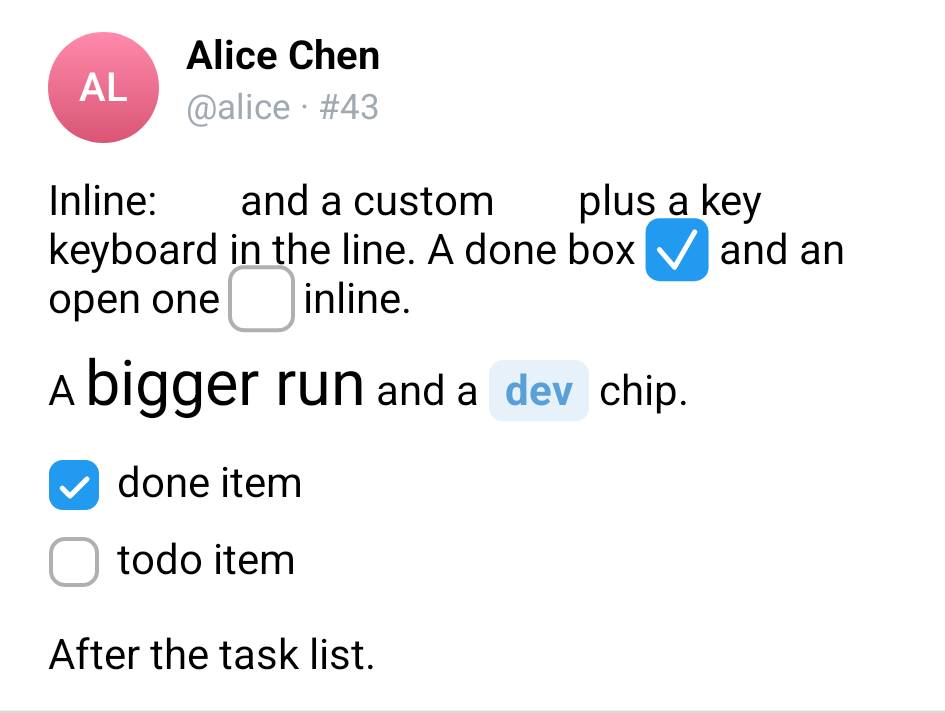 AL
Alice Chen
@alice · #43
Inline: and a custom plus a key
keyboard in the line. A done box and an
open one inline.
A bigger run and a dev chip.
done item
todo item
After the task list.